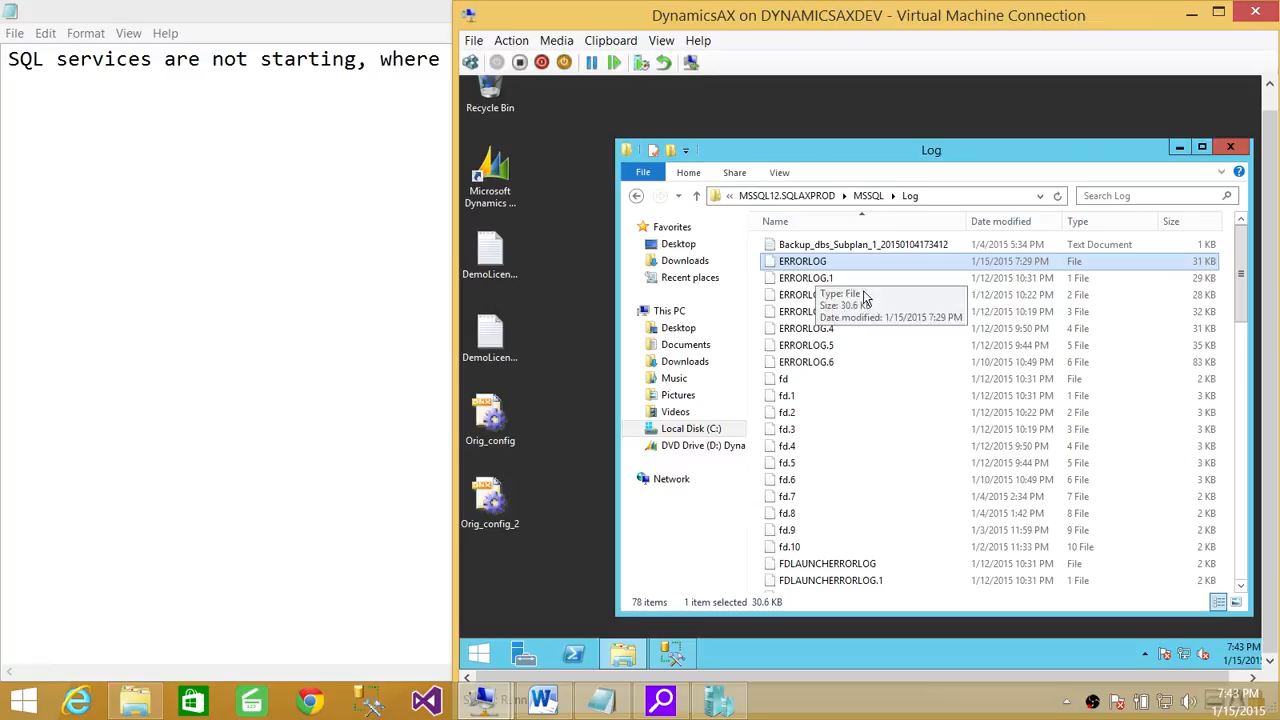 DynamicsAX on DYNAMICSAXDEV - Virtual Machine Connection
File Edit Format View Help
SQL services are not starting, where
File Action Media Clipboard View Help
Recycle Bin
Microsoft
Dynamics ...
DemoLicen...
DemoLicen...
Orig_config
Orig_config_2
Log
File Home Share View
« MSSQL12.SQLAXPROD MSSQL Log
Search Log
Favorites
Desktop
Downloads
Recent places
This PC
Desktop
Documents
Downloads
Music
Pictures
Videos
Local Disk (C:)
DVD Drive (D:) Dyna
Network
Name Date modified Type Size
Backup_dbs_Subplan_1_20150104173412 1/4/2015 5:34 PM Text Document 1 KB
ERRORLOG 1/15/2015 7:29 PM File 31 KB
ERRORLOG.1 1/12/2015 10:31 PM 1 File 29 KB
ERRORL 1/12/2015 10:22 PM 2 File 28 KB
ERRORL 1/12/2015 10:19 PM 3 File 32 KB
ERRORLOG.4 1/12/2015 9:50 PM 4 File 44 KB
ERRORLOG.5 1/12/2015 9:44 PM 5 File 35 KB
ERRORLOG.6 1/10/2015 10:49 PM 6 File 83 KB
fd 1/12/2015 10:31 PM File 2 KB
fd.1 1/12/2015 10:31 PM 1 File 3 KB
fd.2 1/12/2015 10:22 PM 2 File 3 KB
fd.3 1/12/2015 10:19 PM 3 File 2 KB
fd.4 1/12/2015 9:50 PM 4 File 3 KB
fd.5 1/12/2015 9:44 PM 5 File 3 KB
fd.6 1/10/2015 10:49 PM 6 File 3 KB
fd.7 1/4/2015 2:34 PM 7 File 2 KB
fd.8 1/4/2015 1:42 PM 8 File 2 KB
fd.9 1/3/2015 11:59 PM 9 File 2 KB
fd.10 1/2/2015 11:33 PM 10 File 2 KB
FDLAUNCHERRORLOG 1/12/2015 10:31 PM File 1 KB
FDLAUNCHERRORLOG.1 1/12/2015 10:31 PM 1 File 1 KB
Type: File
Size: 30.6 K
Date modified: 1/15/2015 7:29 PM
78 items 1 item selected 30.6 KB
7:43 PM
1/15/2015
7:43 PM
1/15/2015